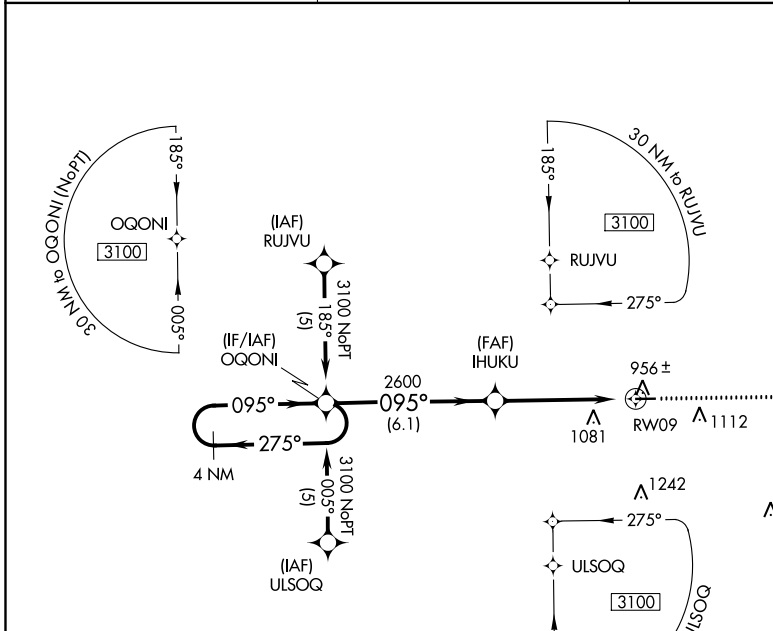 30 NM to OQONI (NoPT)
185°
OQONI
3100
005°
(IAF)
RUJVU
3100 NoPT
185°
(5)
30 NM to RUJVU
185°
3100
RUJVU
275°
(IF/IAF)
OQONI
(FAF)
IHUKU
2600
095°
(6.1)
095°
275°
4 NM
956±
RW09
1081
1112
3100 NoPT
005°
(5)
(IAF)
ULSOQ
1242
275°
ULSOQ
3100